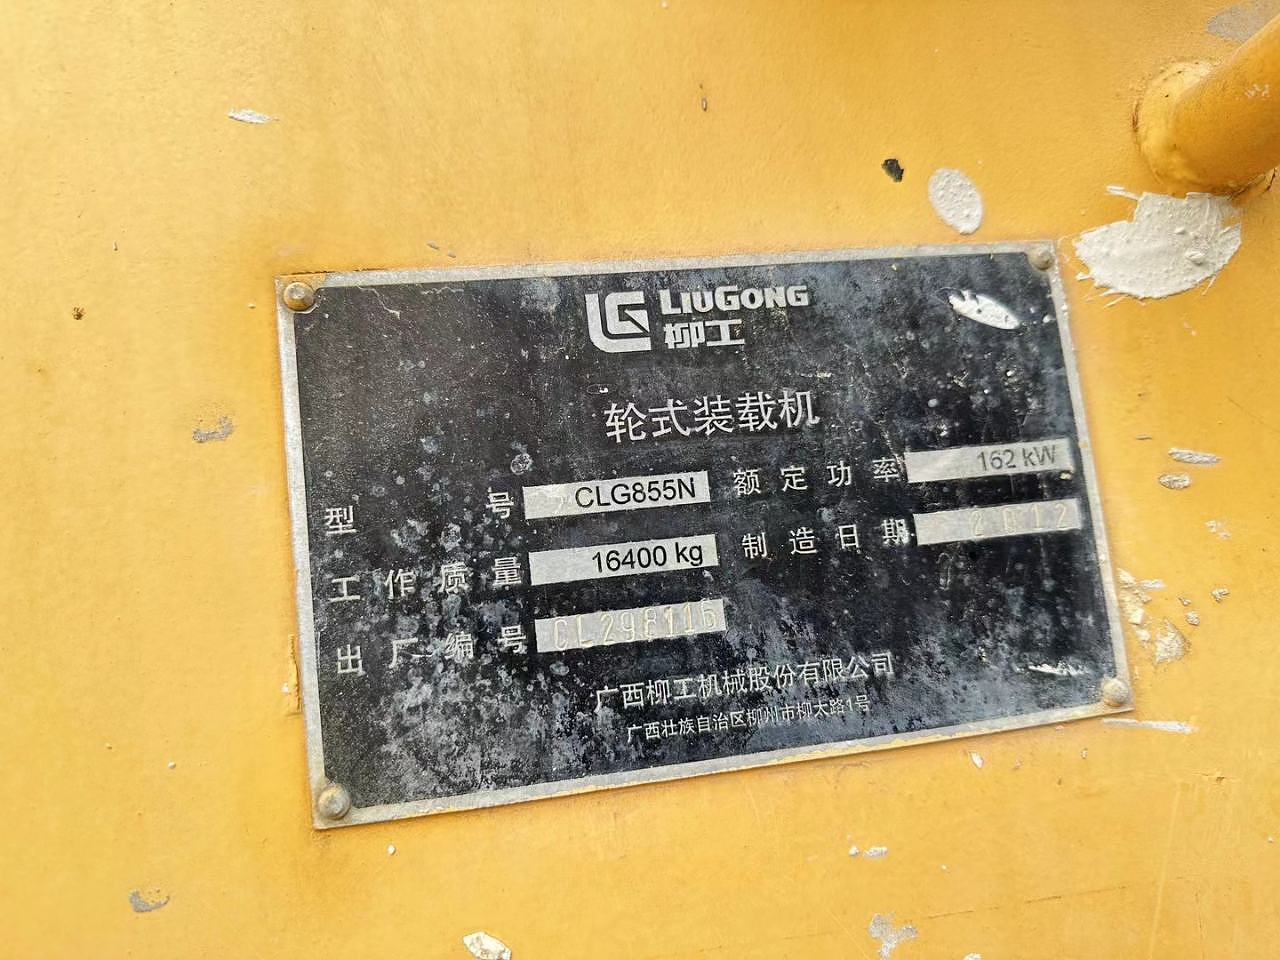 LG LIUGONG
柳工
轮式装载机
型号 CLG855N 额定功率 162 kW
工作质量 16400 kg 制造日期 2012
出厂编号 CL298116
广西柳工机械股份有限公司
广西壮族自治区柳州市柳太路1号